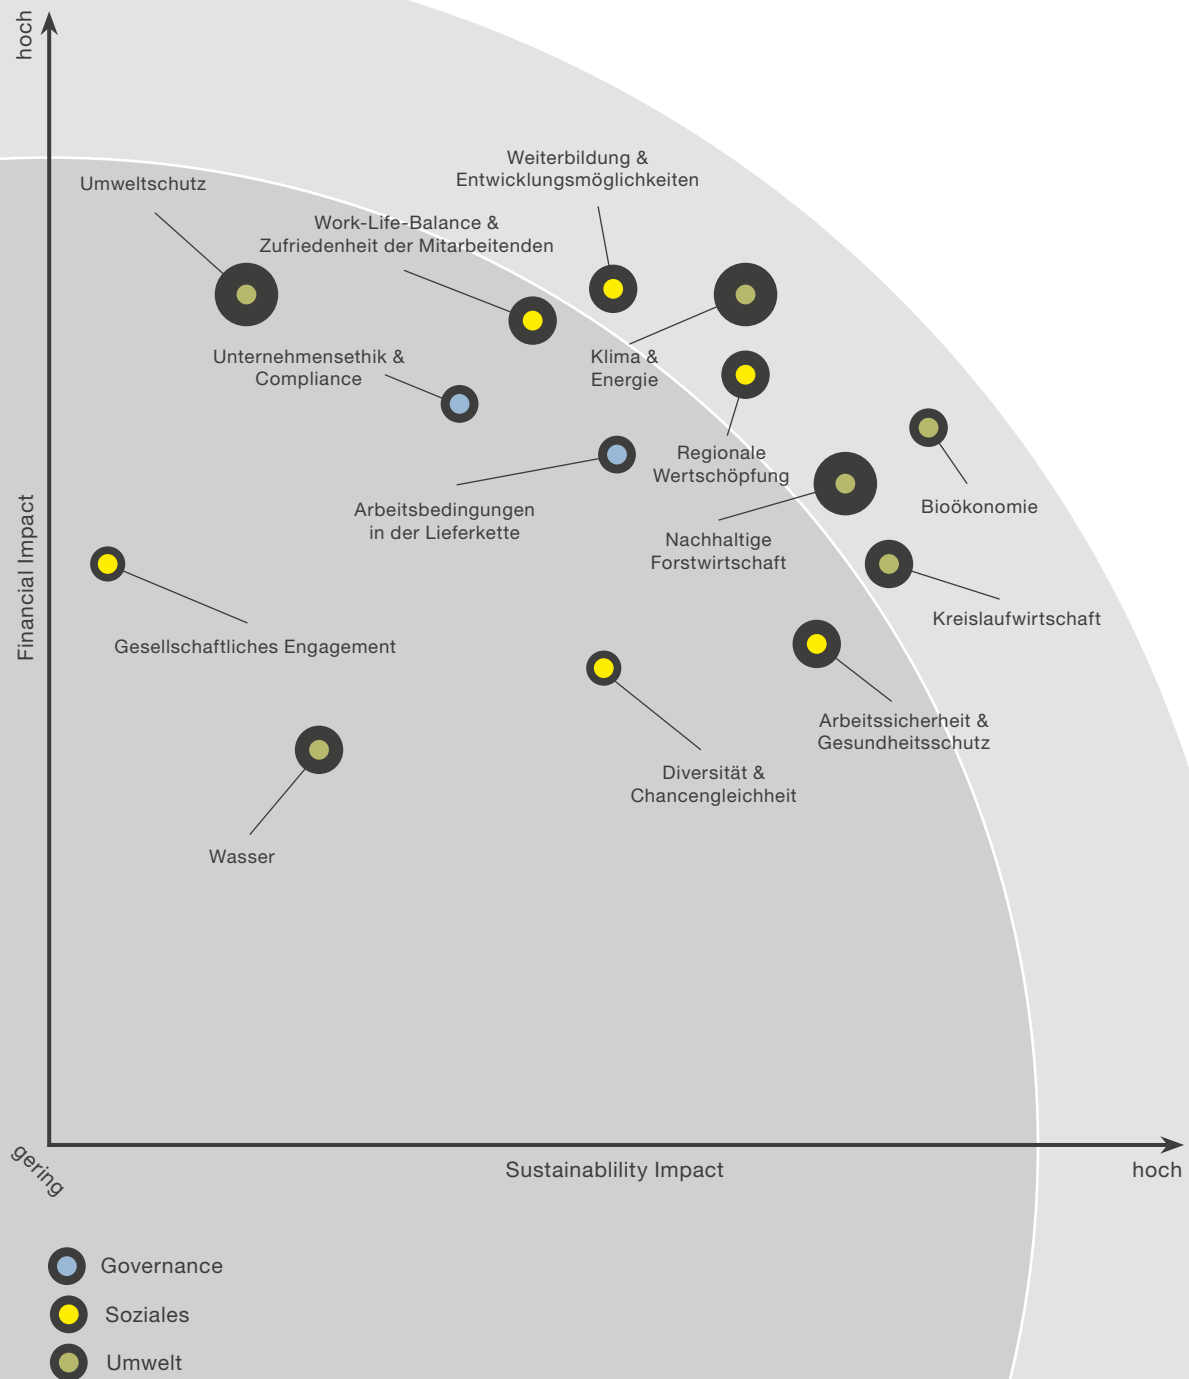 hoch
Weiterbildung &
Entwicklungsmöglichkeiten
Umweltschutz
Work-Life-Balance &
Zufriedenheit der Mitarbeitenden
Unternehmensethik &
Compliance
Klima &
Energie
Regionale
Wertschöpfung
Bioökonomie
Arbeitsbedingungen
in der Lieferkette
Nachhaltige
Forstwirtschaft
Financial Impact
Kreislaufwirtschaft
Gesellschaftliches Engagement
Arbeitssicherheit &
Gesundheitsschutz
Diversität &
Chancengleichheit
Wasser
gering
Sustainablility Impact
hoch
Governance
Soziales
Umwelt